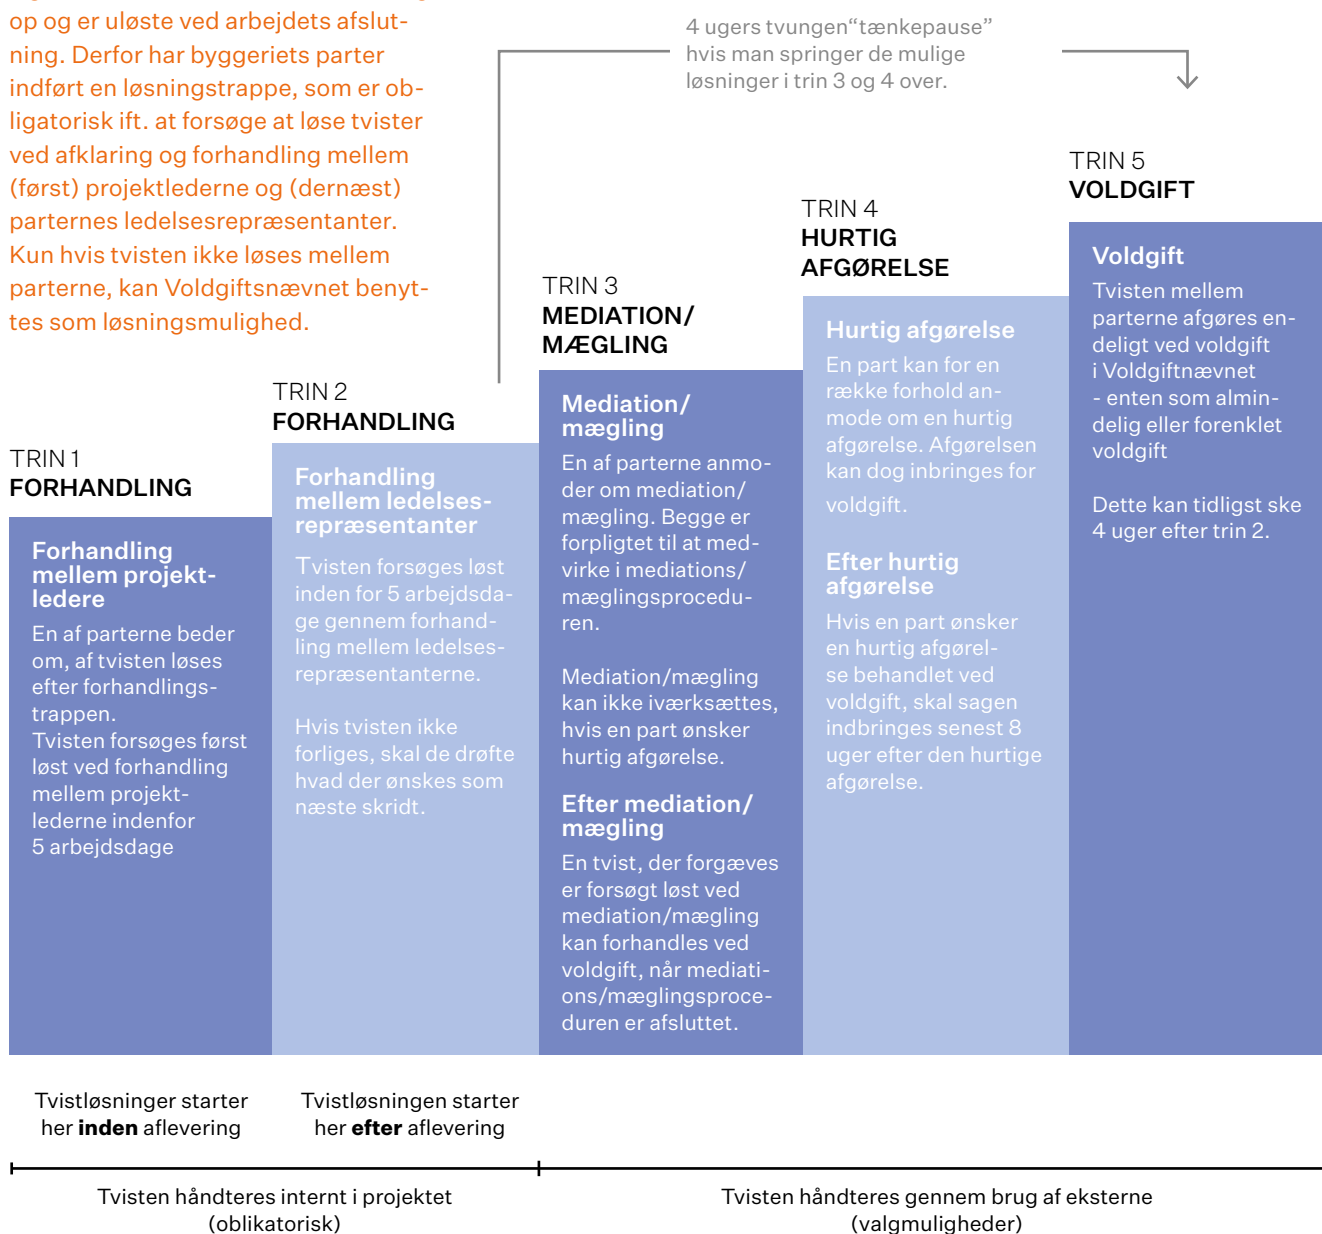 op og er uløste ved arbejdets afslut-
ning. Derfor har byggeriets parter
indført en løsningstrappe, som er ob-
ligatorisk ift. at forsøge at løse tvister
ved afklaring og forhandling mellem
(først) projektlederne og (dernæst)
parternes ledelsesrepræsentanter.
Kun hvis tvisten ikke løses mellem
parterne, kan Voldgiftsnævnet benyt-
tes som løsningsmulighed.
4 ugers tvungen“tænkepause”
hvis man springer de mulige
løsninger i trin 3 og 4 over.
TRIN 1
FORHANDLING
Forhandling
mellem projekt-
ledere
En af parterne beder
om, af tvisten løses
efter forhandlings-
trappen.
Tvisten forsøges først
løst ved forhandling
mellem projekt-
lederne indenfor
5 arbejdsdage
TRIN 2
FORHANDLING
Forhandling
mellem ledelses-
repræsentanter
Tvisten forsøges løst
inden for 5 arbejdsda-
ge gennem forhand-
ling mellem ledelses-
repræsentanterne.
Hvis tvisten ikke
forliges, skal de drøfte
hvad der ønskes som
næste skridt.
TRIN 3
MEDIATION/
MÆGLING
Mediation/
mægling
En af parterne anmo-
der om mediation/
mægling. Begge er
forpligtet til at med-
virke i mediations/
mæglingsprocedu-
ren.
Mediation/mægling
kan ikke iværksættes,
hvis en part ønsker
hurtig afgørelse.
Efter mediation/
mægling
En tvist, der forgæves
er forsøgt løst ved
mediation/mægling
kan forhandles ved
voldgift, når mediati-
ons/mæglingsproce-
duren er afsluttet.
TRIN 4
HURTIG
AFGØRELSE
Hurtig afgørelse
En part kan for en
række forhold an-
mode om en hurtig
afgørelse. Afgørelsen
kan dog inbringes for
voldgift.
Efter hurtig
afgørelse
Hvis en part ønsker
en hurtig afgørel-
se behandlet ved
voldgift, skal sagen
indbringes senest 8
uger efter den hurtige
afgørelse.
TRIN 5
VOLDGIFT
Voldgift
Tvisten mellem
parterne afgøres en-
deligt ved voldgift
i Voldgiftnævnet
- enten som almin-
delig eller forenklet
voldgift
Dette kan tidligst ske
4 uger efter trin 2.
Tvistløsninger starter
her inden aflevering
Tvistløsningen starter
her efter aflevering
Tvisten håndteres internt i projektet
(oblikatorisk)
Tvisten håndteres gennem brug af eksterne
(valgmuligheder)